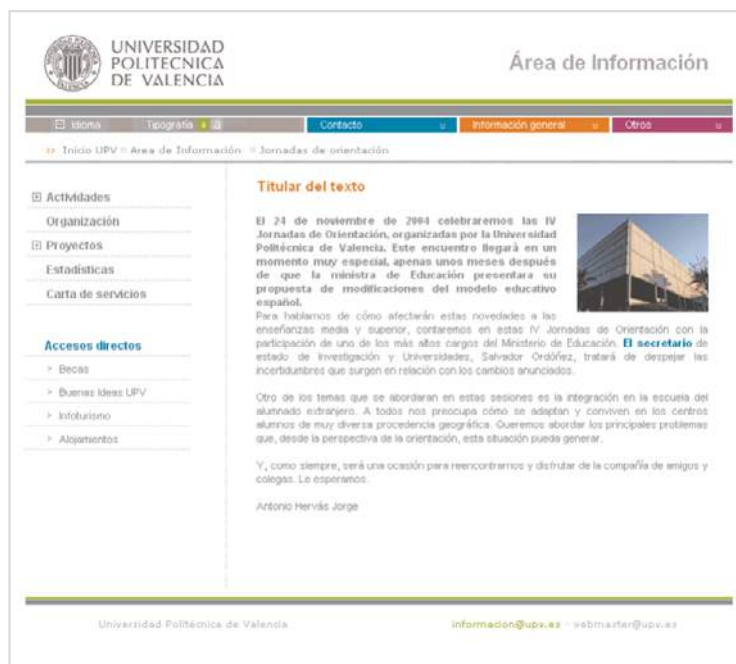 UNIVERSIDAD
POLITECNICA
DE VALENCIA
Área de Información
Idioma Tipografía a Contacto Información general Otros
Inicio UPV Area de Información Jornadas de orientación
Actividades
Organización
Proyectos
Estadísticas
Carta de servicios
Accesos directos
> Becas
> Buenas Ideas UPV
> Infoturismo
> Alojamientos
Titular del texto
El 24 de noviembre de 2004 celebraremos las IV
Jornadas de Orientación, organizadas por la Universidad
Politécnica de Valencia. Este encuentro llegará en un
momento muy especial, apenas unos meses después
de que la ministra de Educación presentara su
propuesta de modificaciones del modelo educativo
español.
Para hablarnos de cómo afectarán estas novedades a las
enseñanzas media y superior, contaremos en estas IV Jornadas de Orientación con la
participación de uno de los más altos cargos del Ministerio de Educación. El secretario de
estado de Investigación y Universidades, Salvador Ordóñez, tratará de despejar las
incertidumbres que surgen en relación con los cambios anunciados.
Otro de los temas que se abordaran en estas sesiones es la integración en la escuela del
alumnado extranjero. A todos nos preocupa cómo se adaptan y conviven en los centros
alumnos de muy diversa procedencia geográfica. Queremos abordar los principales problemas
que, desde la perspectiva de la orientación, esta situación pueda generar.
Y, como siempre, será una ocasión para reencontrarnos y disfrutar de la compañía de amigos y
colegas. Le esperamos.
Antonio Hervás Jorge
Universidad Politécnica de Valencia
informacion@upv.es - webmaster@upv.es